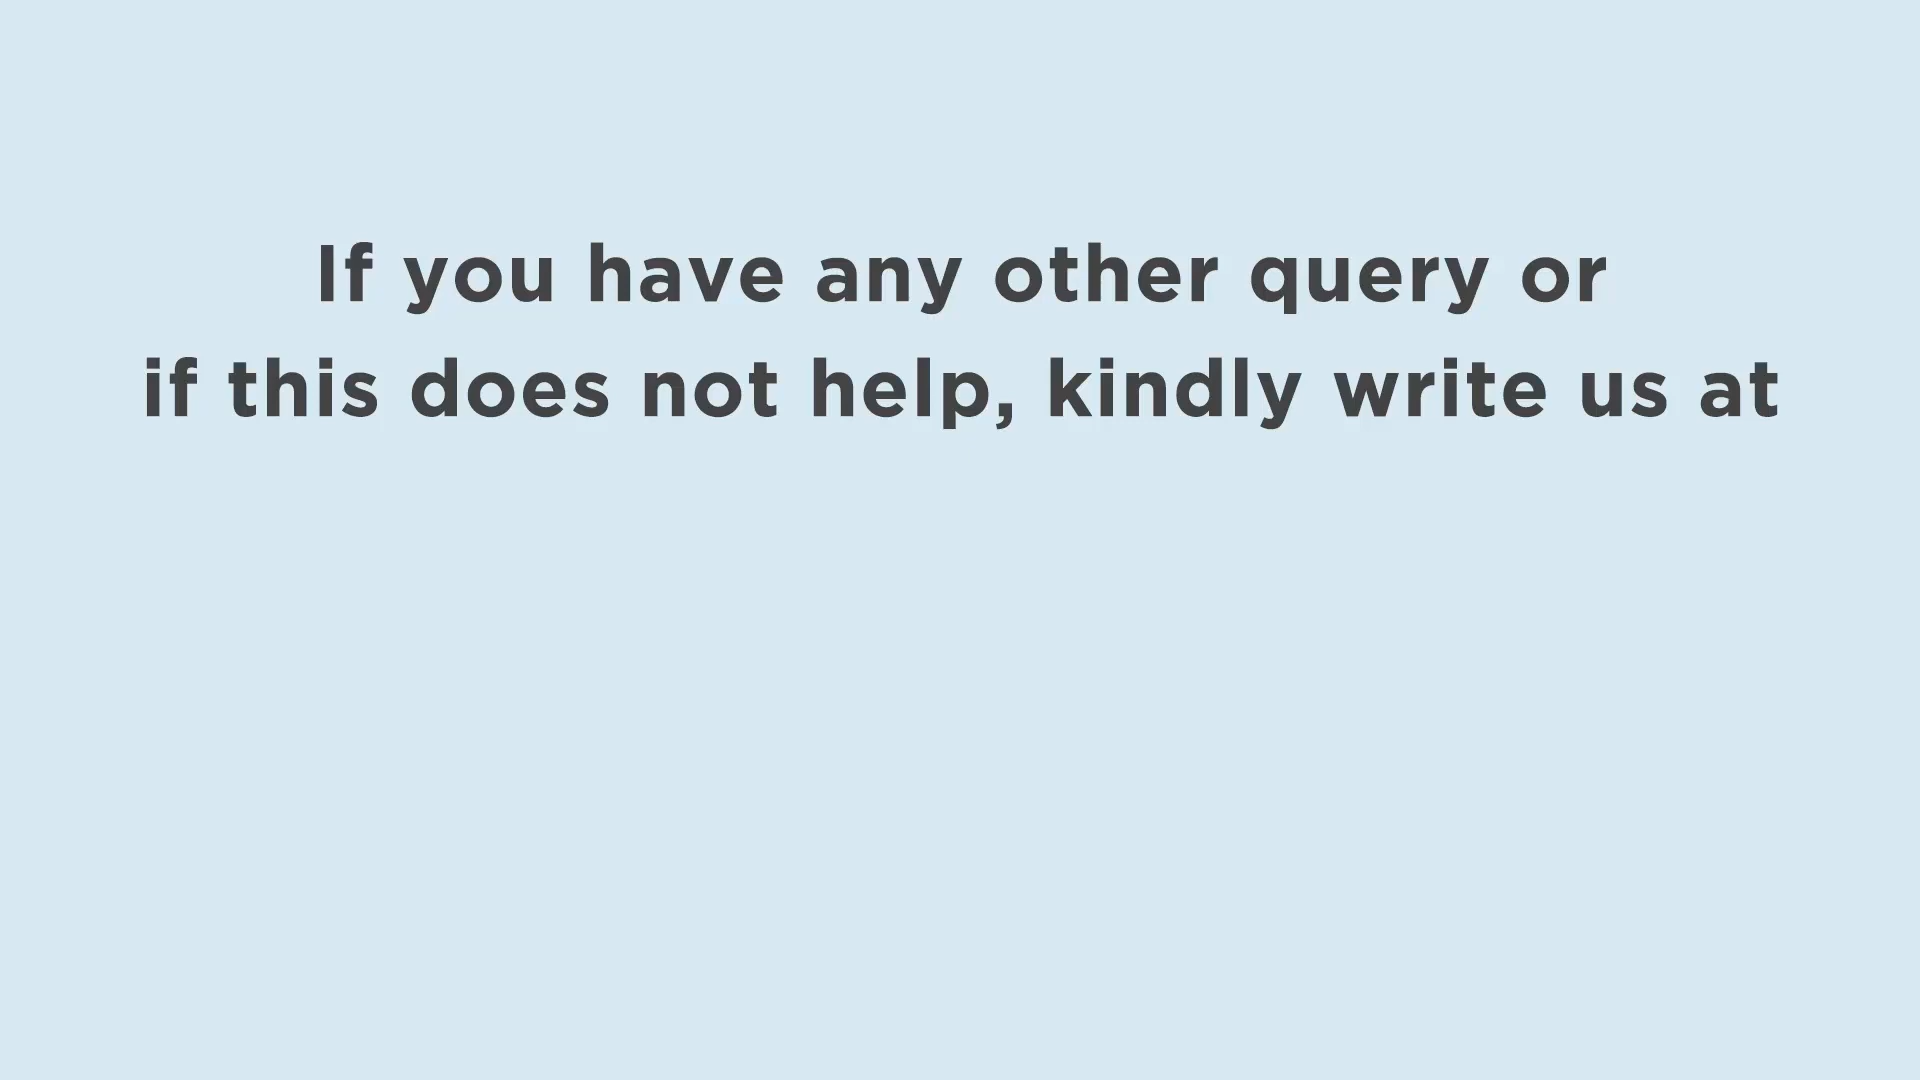 If you have any other query or
if this does not help, kindly write us at